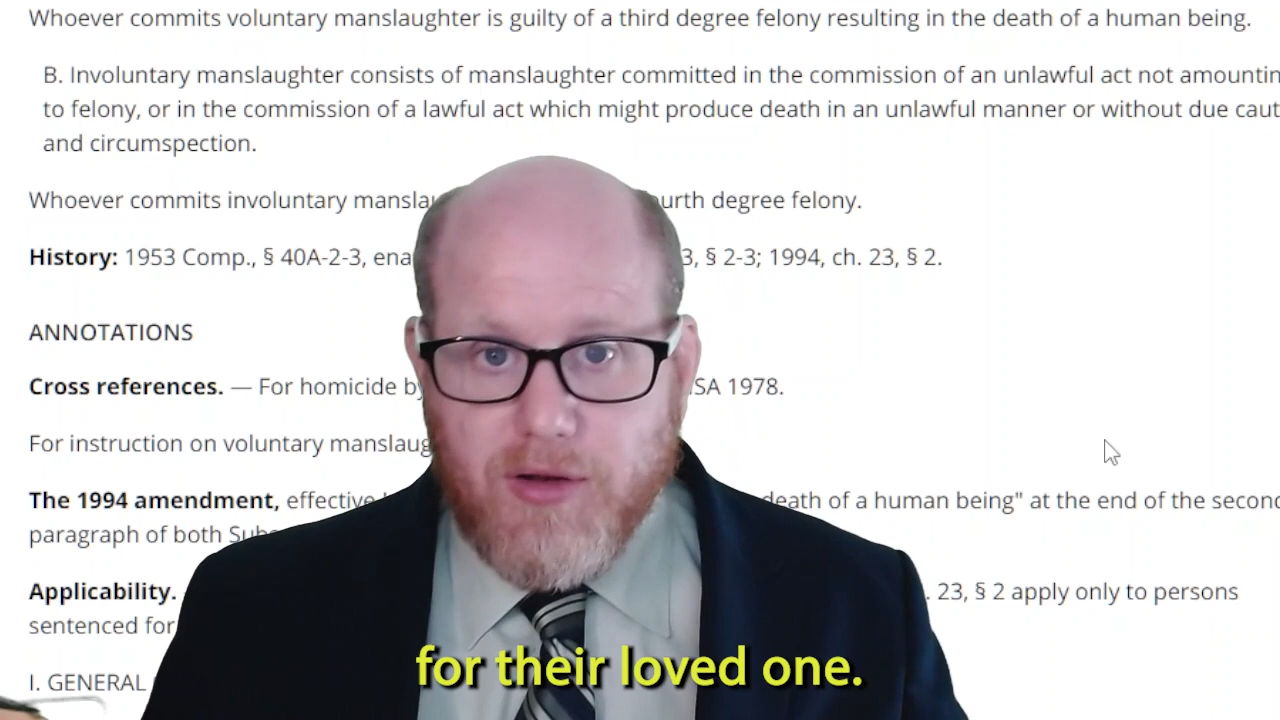 Whoever commits voluntary manslaughter is guilty of a third degree felony resulting in the death of a human being.
B. Involuntary manslaughter consists of manslaughter committed in the commission of an unlawful act not amountin
to felony, or in the commission of a lawful act which might produce death in an unlawful manner or without due caut
and circumspection.
Whoever commits involuntary manslau urth degree felony.
History: 1953 Comp., § 40A-2-3, ena 3, § 2-3; 1994, ch. 23, § 2.
ANNOTATIONS
Cross references. — For homicide by SA 1978.
For instruction on voluntary manslaug
The 1994 amendment, effective death of a human being" at the end of the second
paragraph of both Sub
Applicability. . 23, § 2 apply only to persons
sentenced for
I. GENERAL
for their loved one.